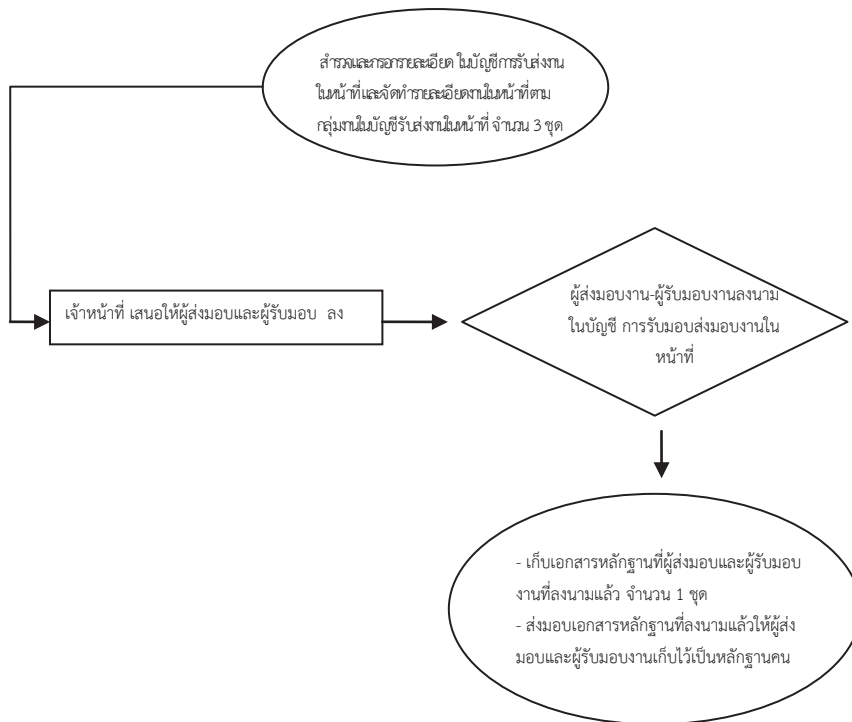 สำรวจและกรอกรายละเอียด ในบัญชีการรับส่งงาน
ในหน้าที่และจัดทำรายละเอียดงานในหน้าที่ตาม
กลุ่มงานในบัญชีรับส่งงานในหน้าที่ จำนวน 3 ชุด
เจ้าหน้าที่ เสนอให้ผู้ส่งมอบและผู้รับมอบ ลง
ผู้ส่งมอบงาน-ผู้รับมอบงานลงนาม
ในบัญชี การรับมอบส่งมอบงานใน
หน้าที่
- เก็บเอกสารหลักฐานที่ผู้ส่งมอบและผู้รับมอบ
งานที่ลงนามแล้ว จำนวน 1 ชุด
- ส่งมอบเอกสารหลักฐานที่ลงนามแล้วให้ผู้ส่ง
มอบและผู้รับมอบงานเก็บไว้เป็นหลักฐานคน